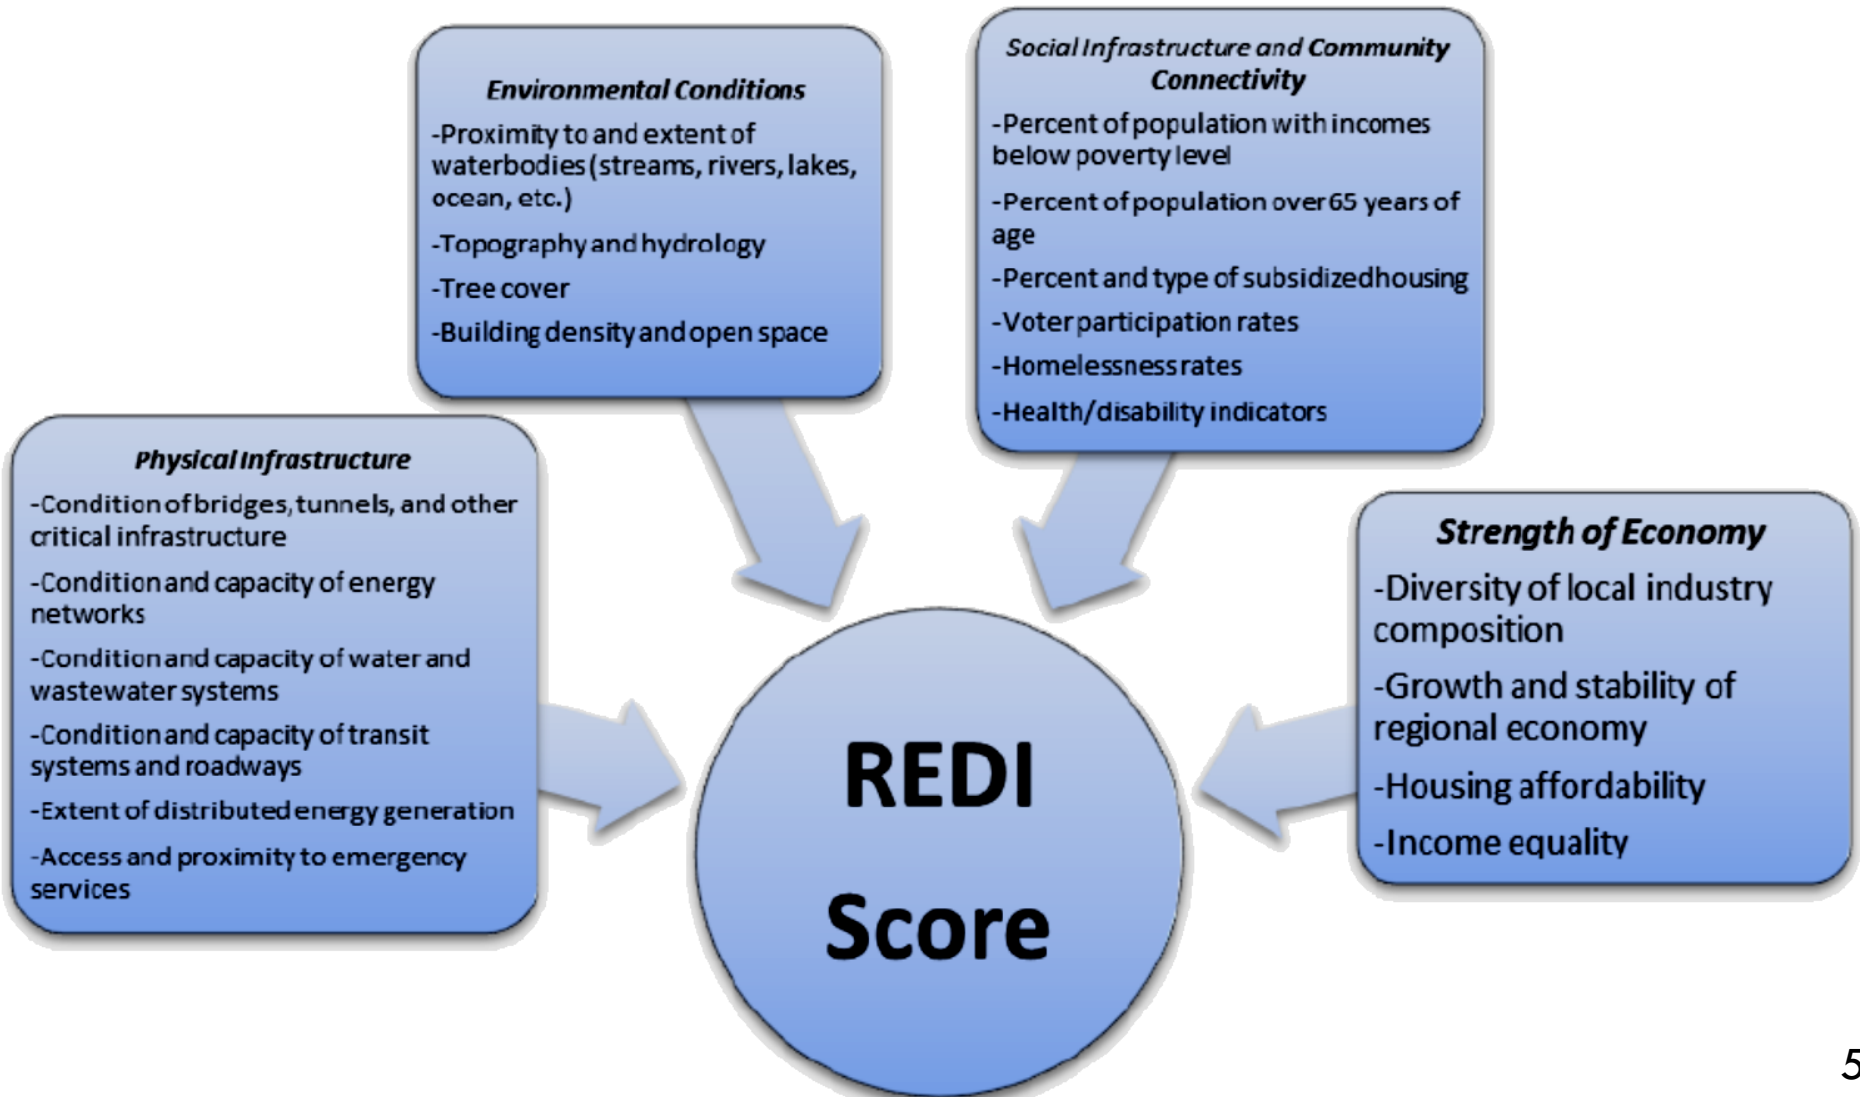 Environmental Conditions
-Proximity to and extent of
waterbodies (streams, rivers, lakes,
ocean, etc.)
-Topography and hydrology
-Tree cover
-Building density and open space
Social Infrastructure and Community
Connectivity
-Percent of population with incomes
below poverty level
-Percent of population over 65 years of
age
-Percent and type of subsidized housing
-Voter participation rates
-Homelessness rates
-Health/disability indicators
Physical Infrastructure
-Condition of bridges, tunnels, and other
critical infrastructure
-Condition and capacity of energy
networks
-Condition and capacity of water and
wastewater systems
-Condition and capacity of transit
systems and roadways
-Extent of distributed energy generation
-Access and proximity to emergency
services
Strength of Economy
-Diversity of local industry
composition
-Growth and stability of
regional economy
-Housing affordability
-Income equality
REDI
Score
5